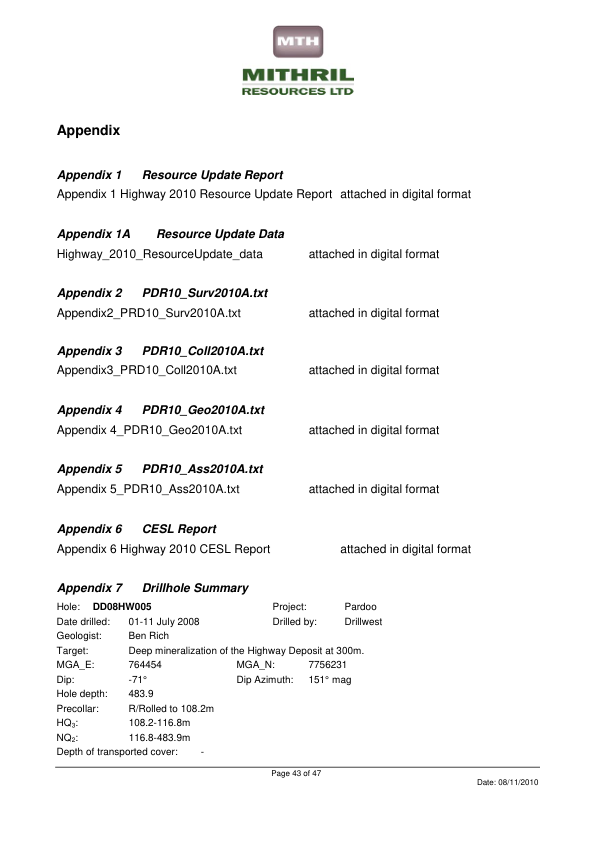 MTH
MITHRIL
RESOURCES LTD
Appendix
Appendix 1 Resource Update Report
Appendix 1 Highway 2010 Resource Update Report attached in digital format
Appendix 1A Resource Update Data
Highway_2010_ResourceUpdate_data attached in digital format
Appendix 2 PDR10_Surv2010A.txt
Appendix2_PRD10_Surv2010A.txt attached in digital format
Appendix 3 PDR10_Coll2010A.txt
Appendix3_PRD10_Coll2010A.txt attached in digital format
Appendix 4 PDR10_Geo2010A.txt
Appendix 4_PDR10_Geo2010A.txt attached in digital format
Appendix 5 PDR10_Ass2010A.txt
Appendix 5_PDR10_Ass2010A.txt attached in digital format
Appendix 6 CESL Report
Appendix 6 Highway 2010 CESL Report attached in digital format
Appendix 7 Drillhole Summary
Hole: DD08HW005 Project: Pardoo
Date drilled: 01-11 July 2008 Drilled by: Drillwest
Geologist: Ben Rich
Target: Deep mineralization of the Highway Deposit at 300m.
MGA_E: 764454 MGA_N: 7756231
Dip: -71° Dip Azimuth: 151° mag
Hole depth: 483.9
Precollar: R/Rolled to 108.2m
HQ₃: 108.2-116.8m
NQ₂: 116.8-483.9m
Depth of transported cover: -
Page 43 of 47
Date: 08/11/2010